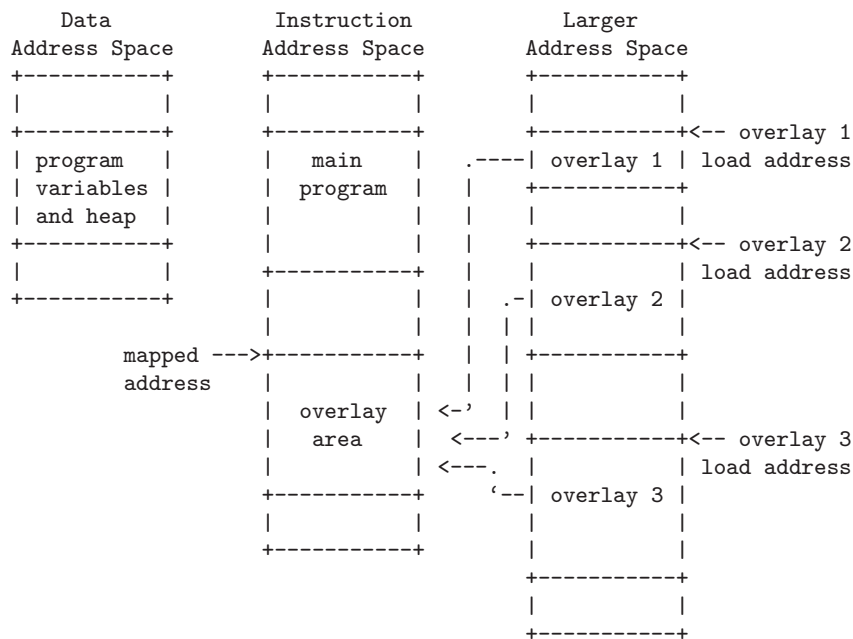 Data             Instruction            Larger
Address Space       Address Space        Address Space
+-----------+       +-----------+        +-----------+
|           |       |           |        |           |
+-----------+       +-----------+        +-----------+<-- overlay 1
| program   |       |   main    |   .----| overlay 1 | load address
| variables |       |  program  |   |    +-----------+
| and heap  |       |           |   |    |           |
+-----------+       |           |   |    +-----------+<-- overlay 2
|           |       +-----------+   |    |           | load address
+-----------+       |           |   |  .-| overlay 2 |
                    |           |   |  | |           |
         mapped --->+-----------+   |  | +-----------+
         address    |           |   |  | |           |
                    |  overlay  | <-'  | |           |
                    |   area    |  <---' +-----------+<-- overlay 3
                    |           | <---.  |           | load address
                    +-----------+     `--| overlay 3 |
                    |           |        |           |
                    +-----------+        |           |
                                         +-----------+
                                         |           |
                                         +-----------+